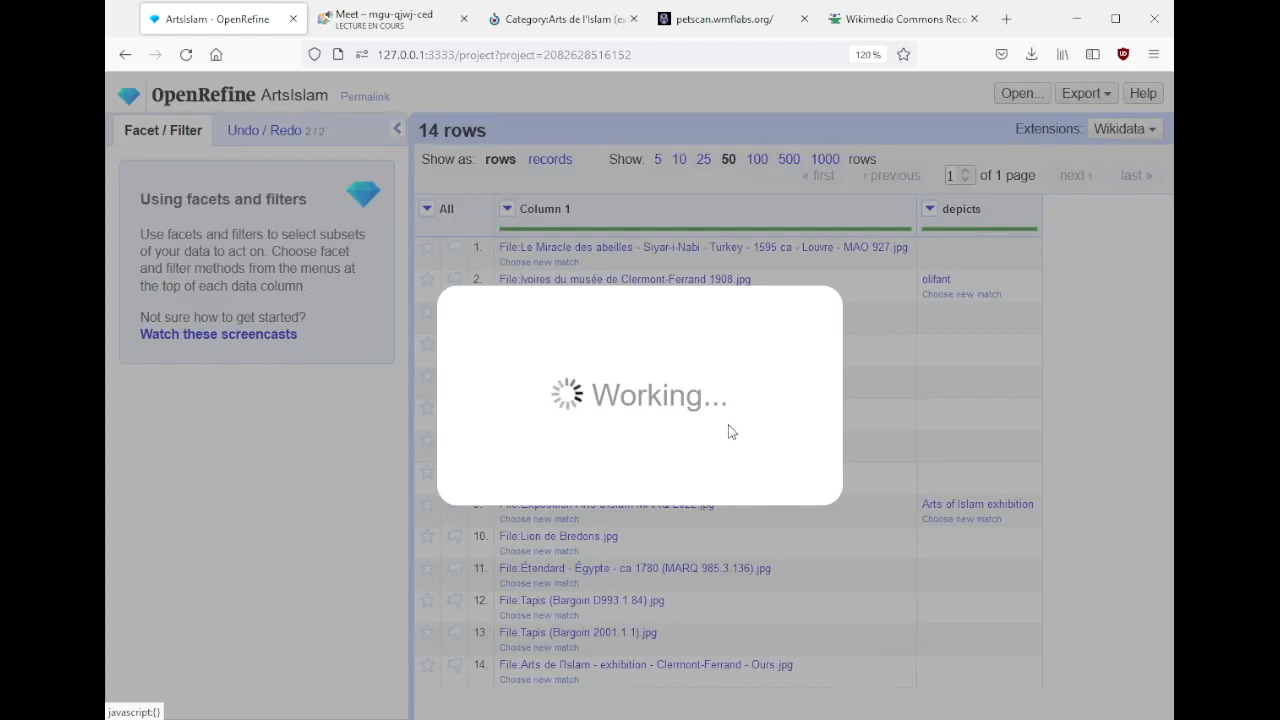 ArtsIslam - OpenRefine
Meet – mgu-qjwj-ced
LECTURE EN COURS
Category:Arts de l'Islam (ex
petscan.wmflabs.org/
Wikimedia Commons Reco
127.0.0.1:3333/project?project=2082628516152
120 %
OpenRefine ArtsIslam Permalink
Open... Export Help
Facet / Filter Undo / Redo 2 / 2
14 rows
Extensions: Wikidata
Show as: rows records Show: 5 10 25 50 100 500 1000 rows
« first ‹ previous 1 of 1 page next › last »
Using facets and filters
Use facets and filters to select subsets
of your data to act on. Choose facet
and filter methods from the menus at
the top of each data column.
Not sure how to get started?
Watch these screencasts
All Column 1 depicts
1. File:Le Miracle des abeilles - Siyar-i-Nabi - Turkey - 1595 ca - Louvre - MAO 927.jpg
Choose new match
2. File:Ivoires du musée de Clermont-Ferrand 1908.jpg olifant
Choose new match
Working...
Arts of Islam exhibition
Choose new match Choose new match
10. File:Lion de Bredons.jpg
Choose new match
11. File:Étendard - Égypte - ca 1780 (MARQ 985.3.136).jpg
Choose new match
12. File:Tapis (Bargoin D993.1.84).jpg
Choose new match
13. File:Tapis (Bargoin 2001.1.1).jpg
Choose new match
14. File:Arts de l'Islam - exhibition - Clermont-Ferrand - Ours.jpg
Choose new match
javascript:{}